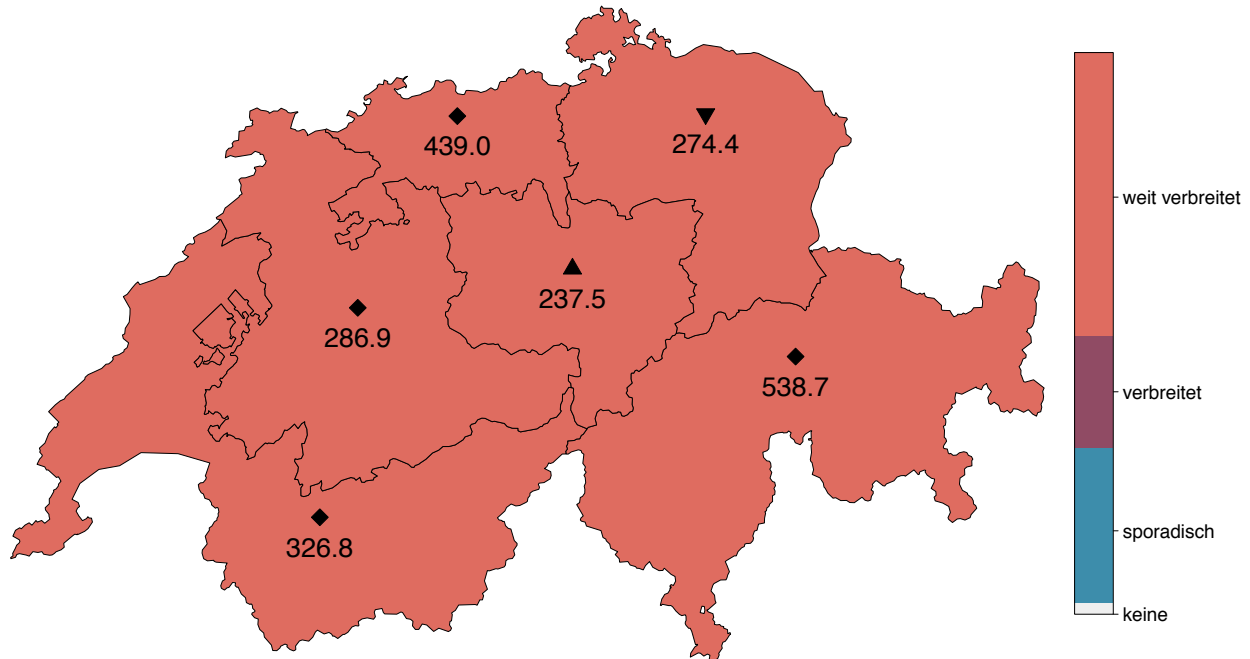 439.0
274.4
weit verbreitet
237.5
286.9
538.7
verbreitet
sporadisch
326.8
keine